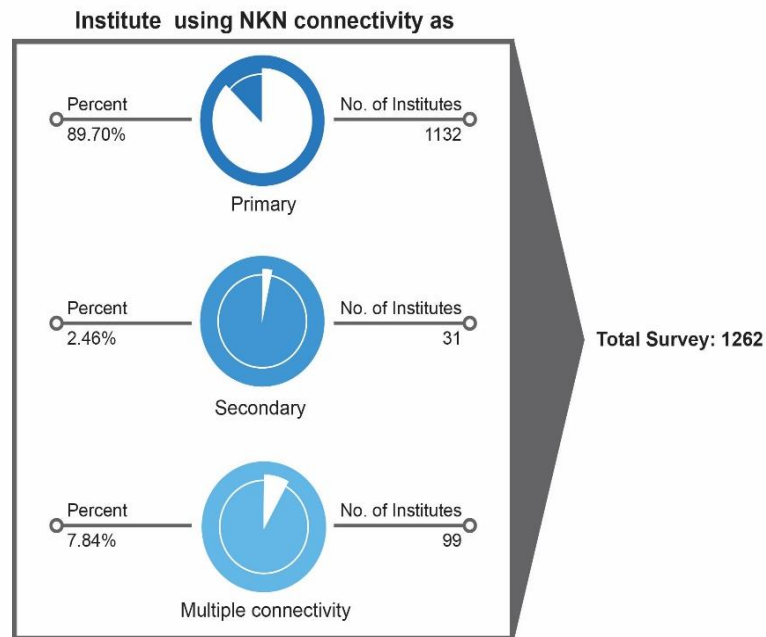 Institute using NKN connectivity as
Percent
89.70%
No. of Institutes
1132
Primary
Percent
2.46%
No. of Institutes
31
Secondary
Total Survey: 1262
Percent
7.84%
No. of Institutes
99
Multiple connectivity